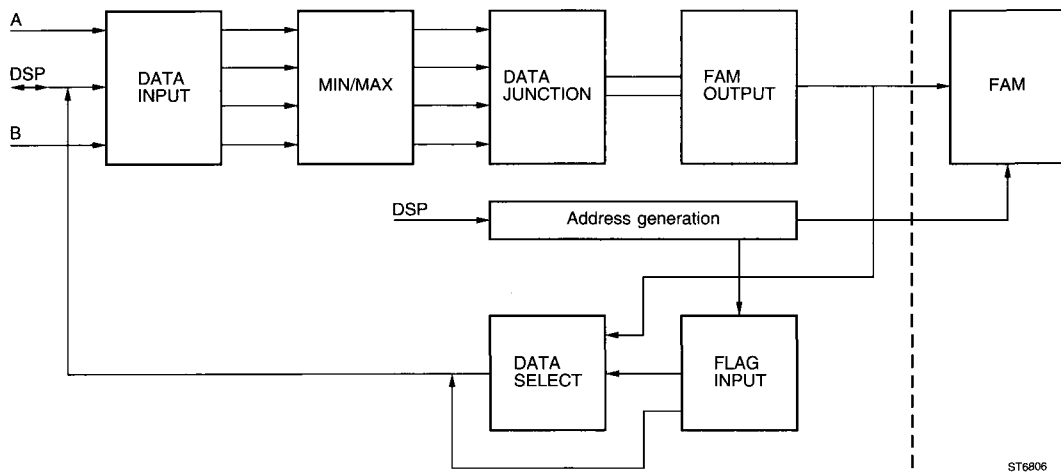 A
DSP
B
DATA
INPUT
MIN/MAX
DATA
JUNCTION
FAM
OUTPUT
FAM
DSP
Address generation
DATA
SELECT
FLAG
INPUT
ST6806